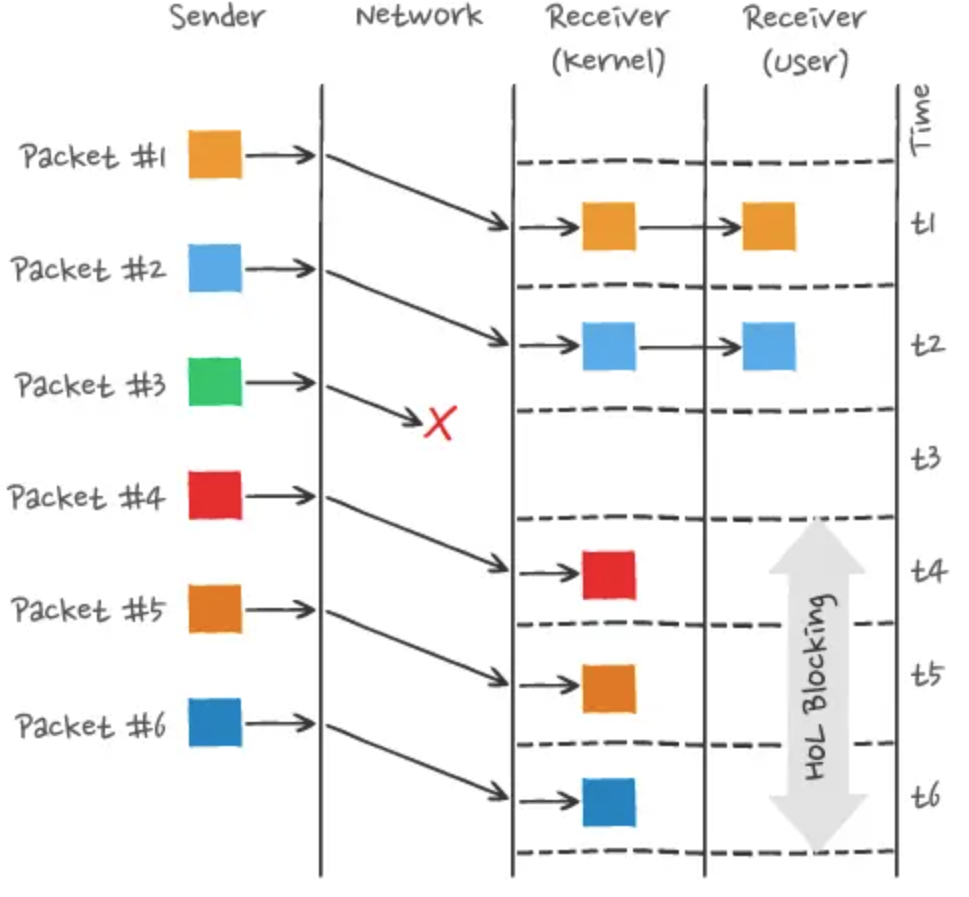 Sender
Network
Receiver
(kernel)
Receiver
(user)
Time
Packet #1
t1
Packet #2
t2
Packet #3
X
t3
Packet #4
t4
Packet #5
t5
Packet #6
t6
HoL Blocking